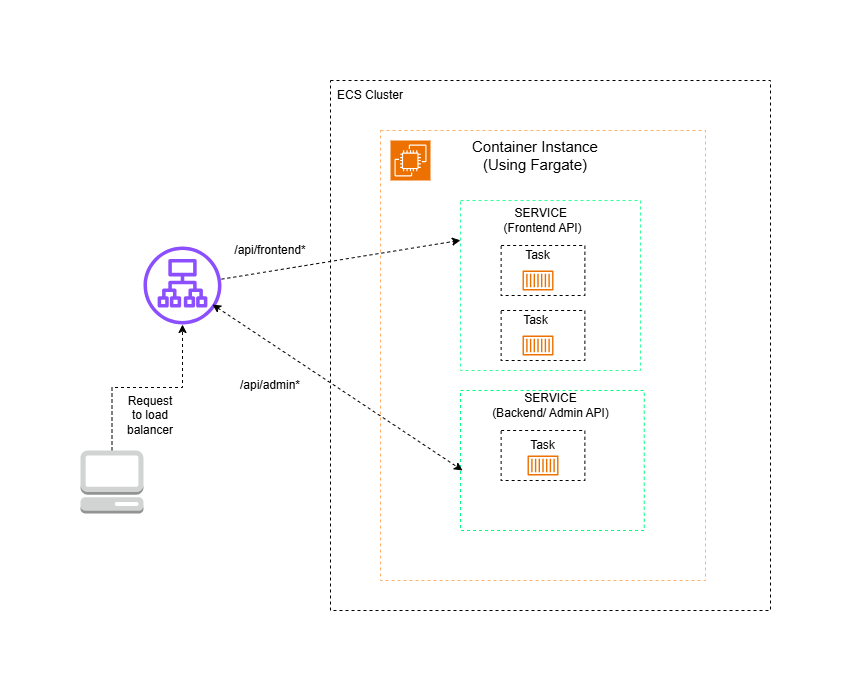 ECS Cluster
Container Instance
(Using Fargate)
SERVICE
(Frontend API)
Task
Task
/api/frontend*
/api/admin*
SERVICE
(Backend/ Admin API)
Task
Request
to load
balancer